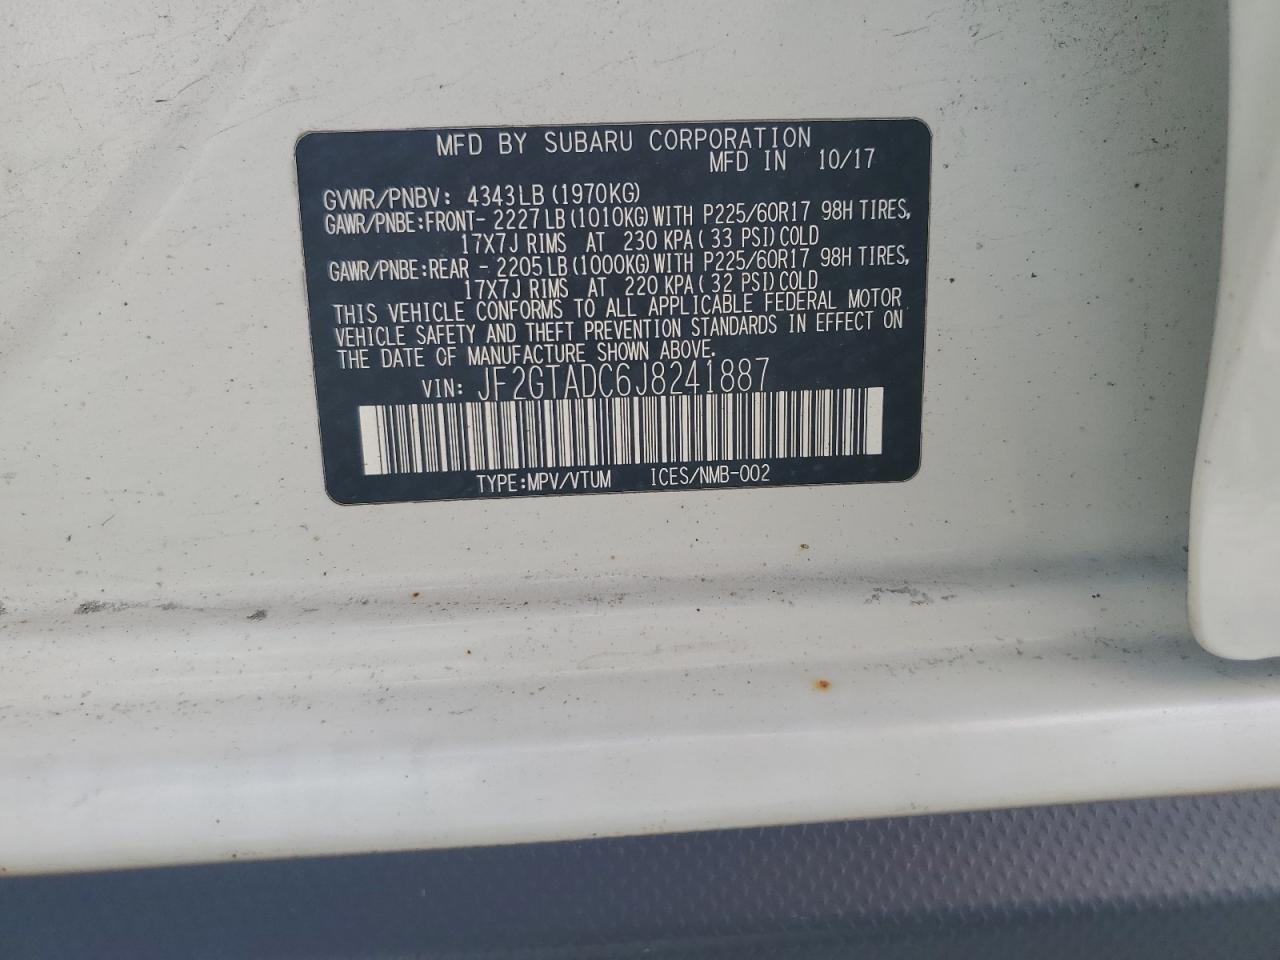 MFD BY SUBARU CORPORATION
MFD IN 10/17
GVWR/PNBV: 4343LB (1970KG)
GAWR/PNBE:FRONT- 2227LB (1010KG) WITH P225/60R17 98H TIRES,
17X7J RIMS AT 230 KPA ( 33 PSI) COLD
GAWR/PNBE:REAR - 2205LB (1000KG) WITH P225/60R17 98H TIRES,
17X7J RIMS AT 220 KPA ( 32 PSI) COLD
THIS VEHICLE CONFORMS TO ALL APPLICABLE FEDERAL MOTOR
VEHICLE SAFETY AND THEFT PREVENTION STANDARDS IN EFFECT ON
THE DATE OF MANUFACTURE SHOWN ABOVE.
VIN: JF2GTADC6J8241887
TYPE:MPV/VTUM ICES/NMB-002